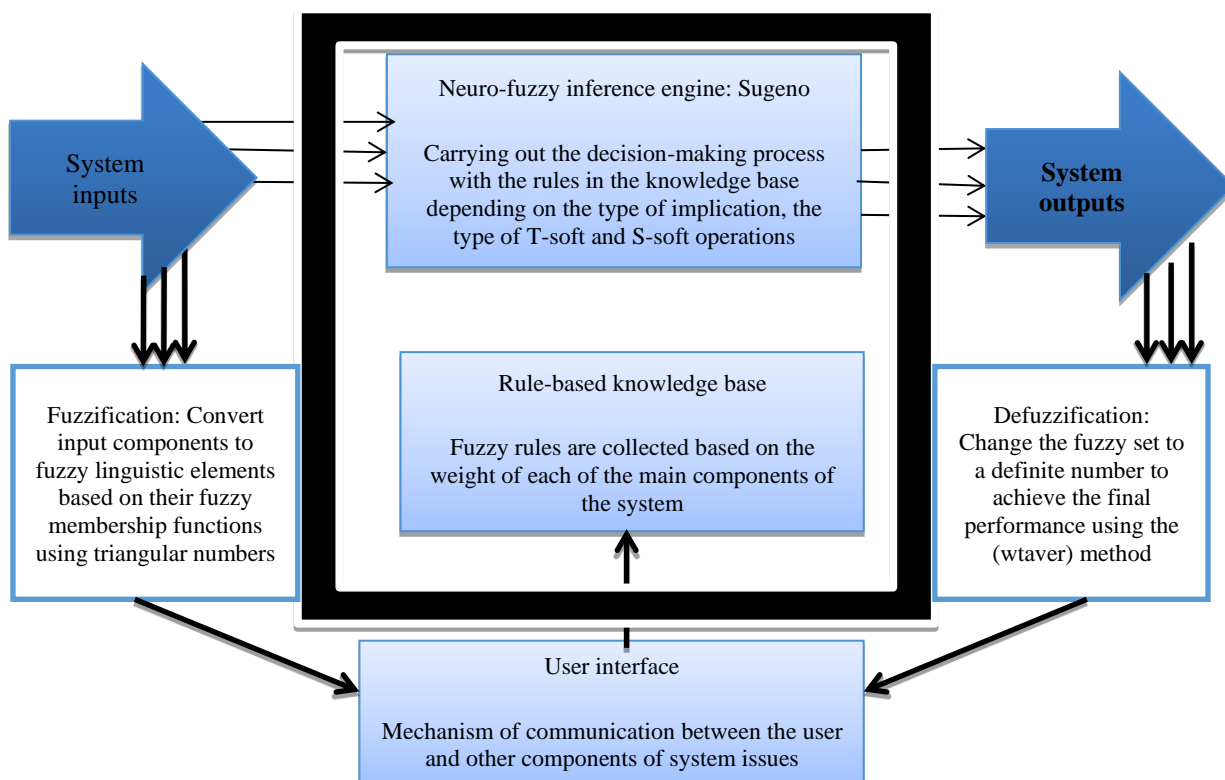 System
inputs
Neuro-fuzzy inference engine: Sugeno
Carrying out the decision-making process
with the rules in the knowledge base
depending on the type of implication, the
type of T-soft and S-soft operations
System
outputs
Fuzzification: Convert
input components to
fuzzy linguistic elements
based on their fuzzy
membership functions
using triangular numbers
Rule-based knowledge base
Fuzzy rules are collected based on the
weight of each of the main components of
the system
Defuzzification:
Change the fuzzy set to
a definite number to
achieve the final
performance using the
(wtaver) method
User interface
Mechanism of communication between the user
and other components of system issues